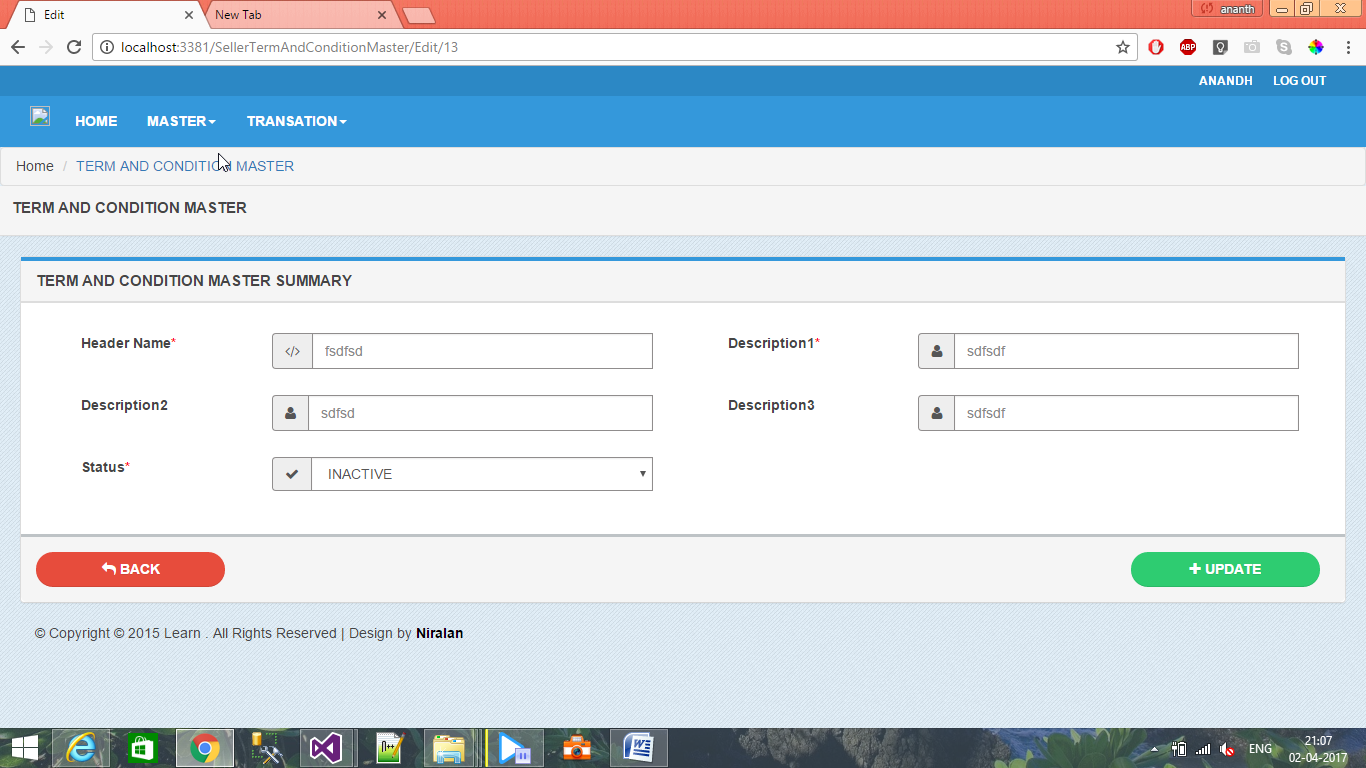 Edit
New Tab
ananth
localhost:3381/SellerTermAndConditionMaster/Edit/13
ABP
ANANDH LOG OUT
HOME MASTER TRANSATION
Home / TERM AND CONDITION MASTER
TERM AND CONDITION MASTER
TERM AND CONDITION MASTER SUMMARY
Header Name* </> fsdfsd Description1* sdfsdf
Description2 sdfsd Description3 sdfsdf
Status* INACTIVE
BACK + UPDATE
© Copyright © 2015 Learn . All Rights Reserved | Design by Niralan
ENG
21:07
02-04-2017